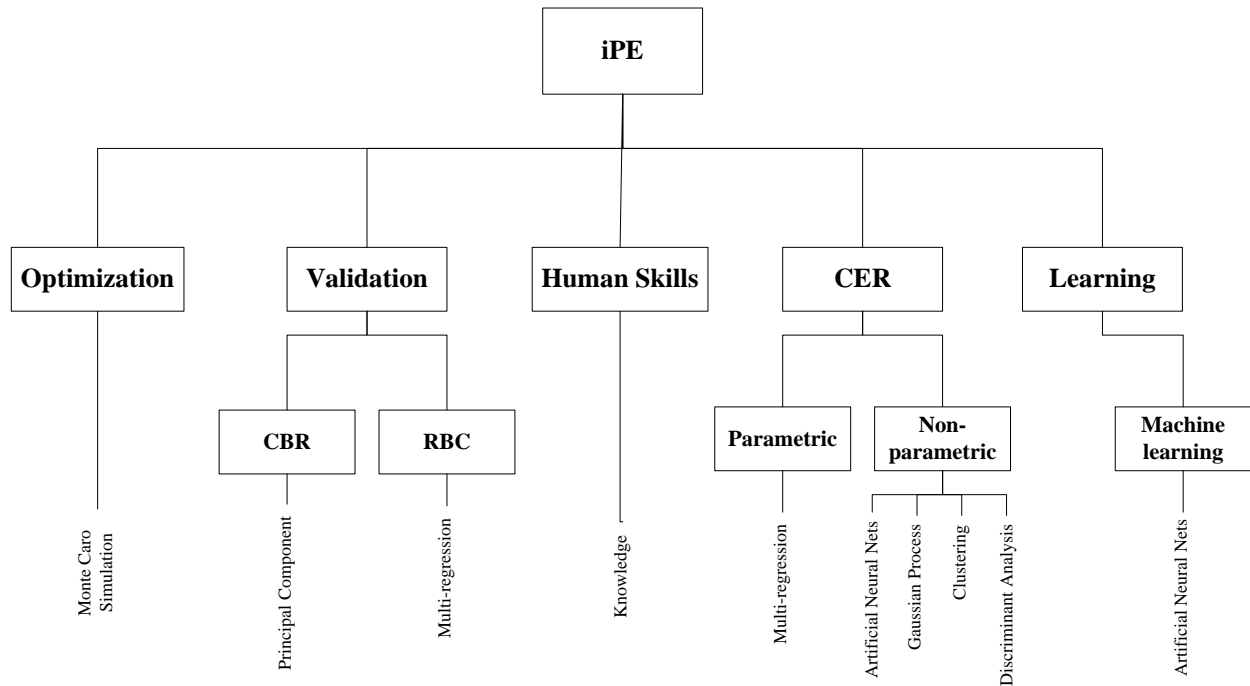 iPE
Optimization
Validation
Human Skills
CER
Learning
CBR
RBC
Parametric
Non-
parametric
Machine
learning
Monte Caro
Simulation
Principal Component
Multi-regression
Knowledge
Multi-regression
Artificial Neural Nets
Gaussian Process
Clustering
Discriminant Analysis
Artificial Neural Nets